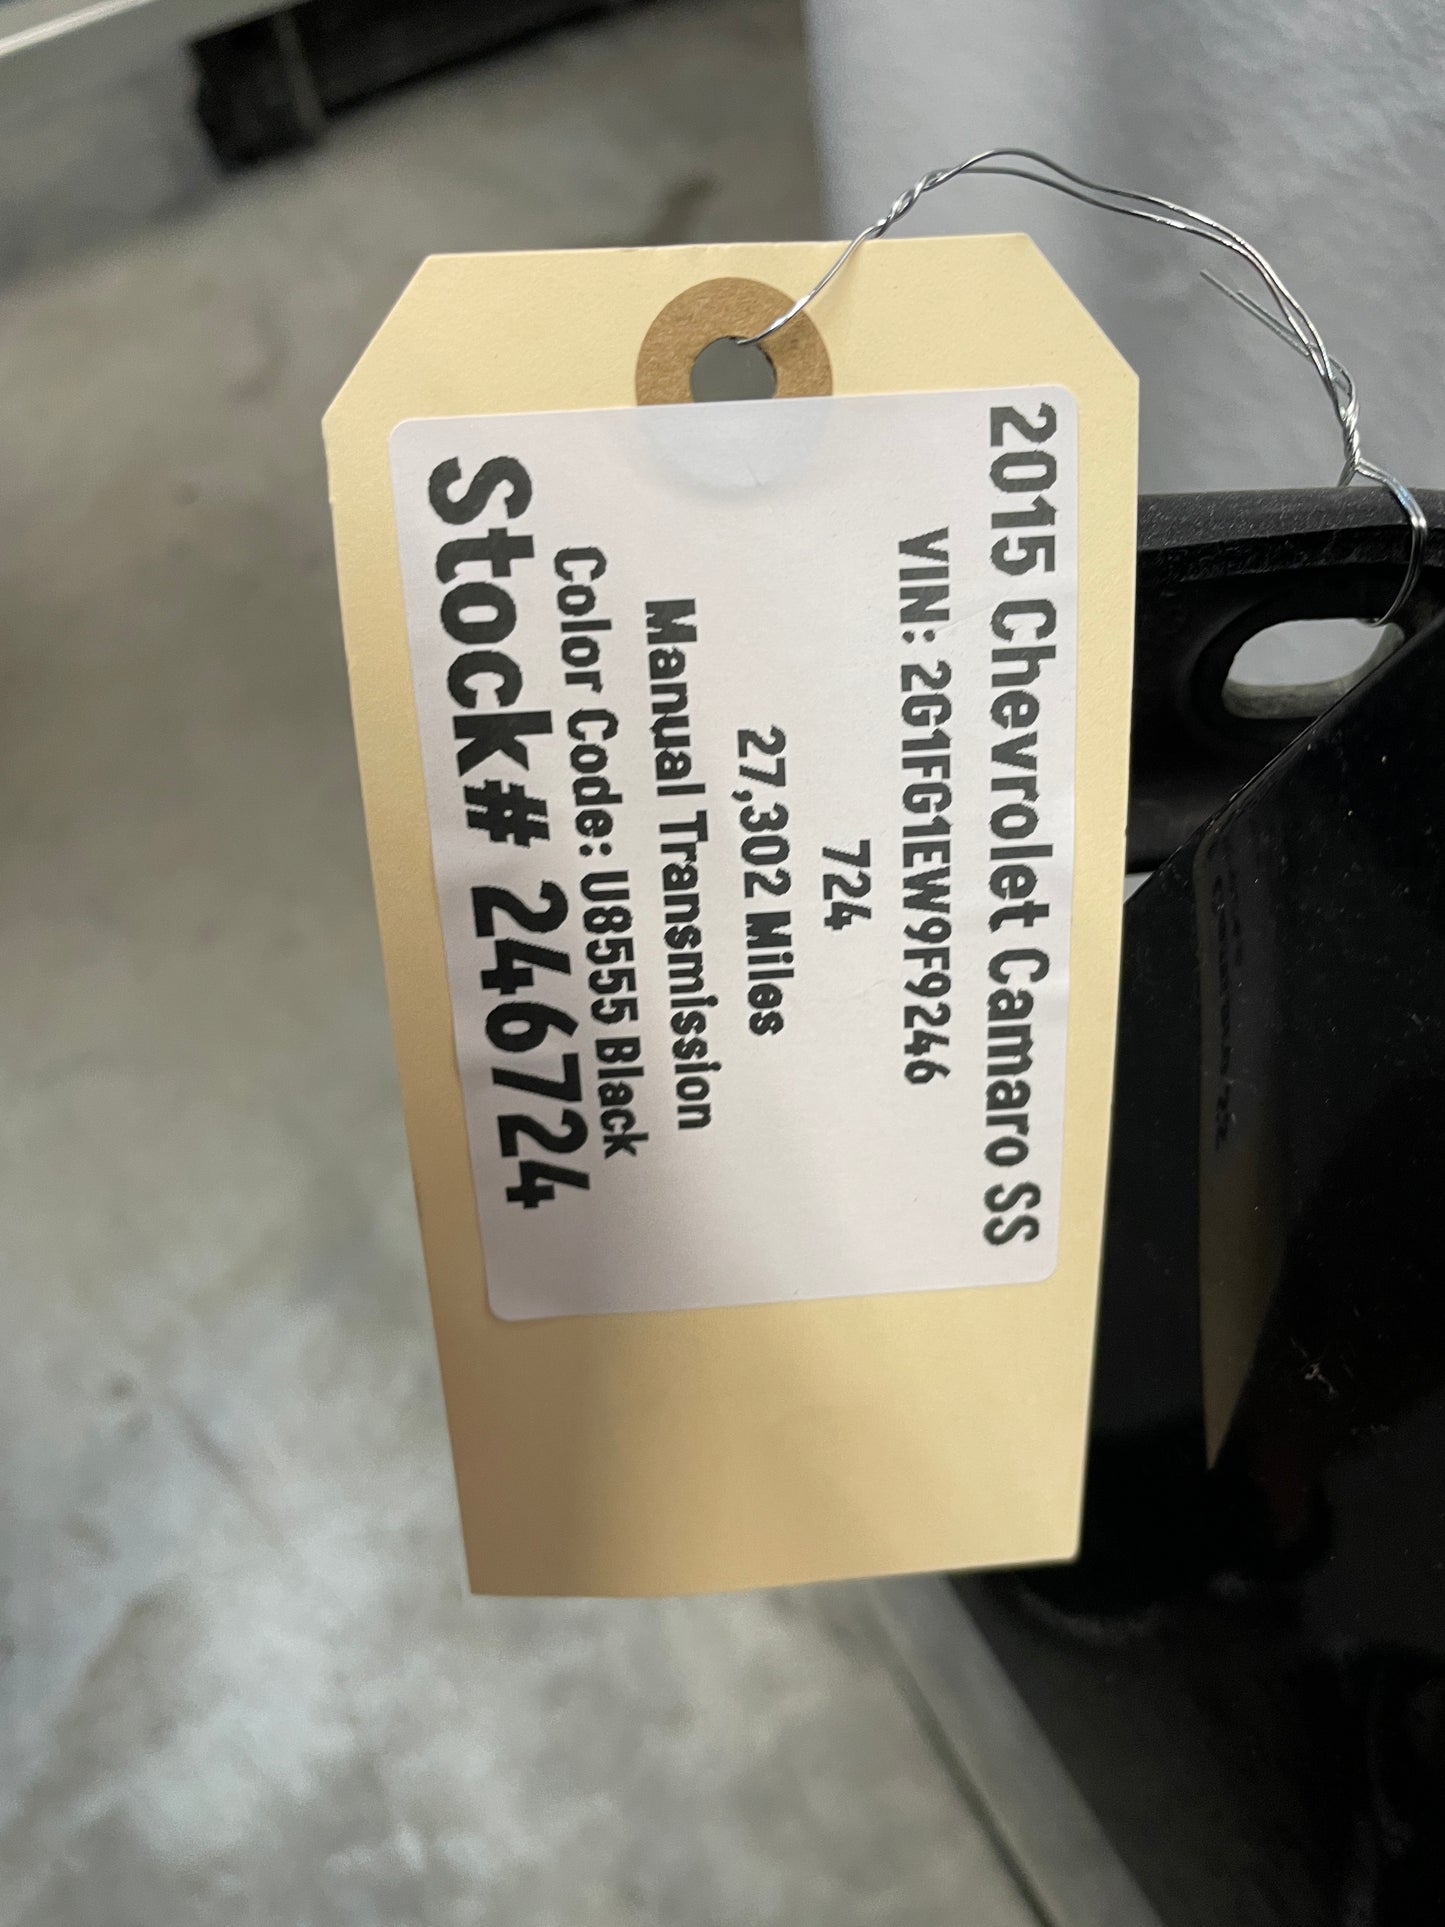 2015 Chevrolet Camaro SS
VIN: 2G1FG1EW9F9246
724
27,302 Miles
Manual Transmission
Color Code: U8555 Black
Stock# 246724